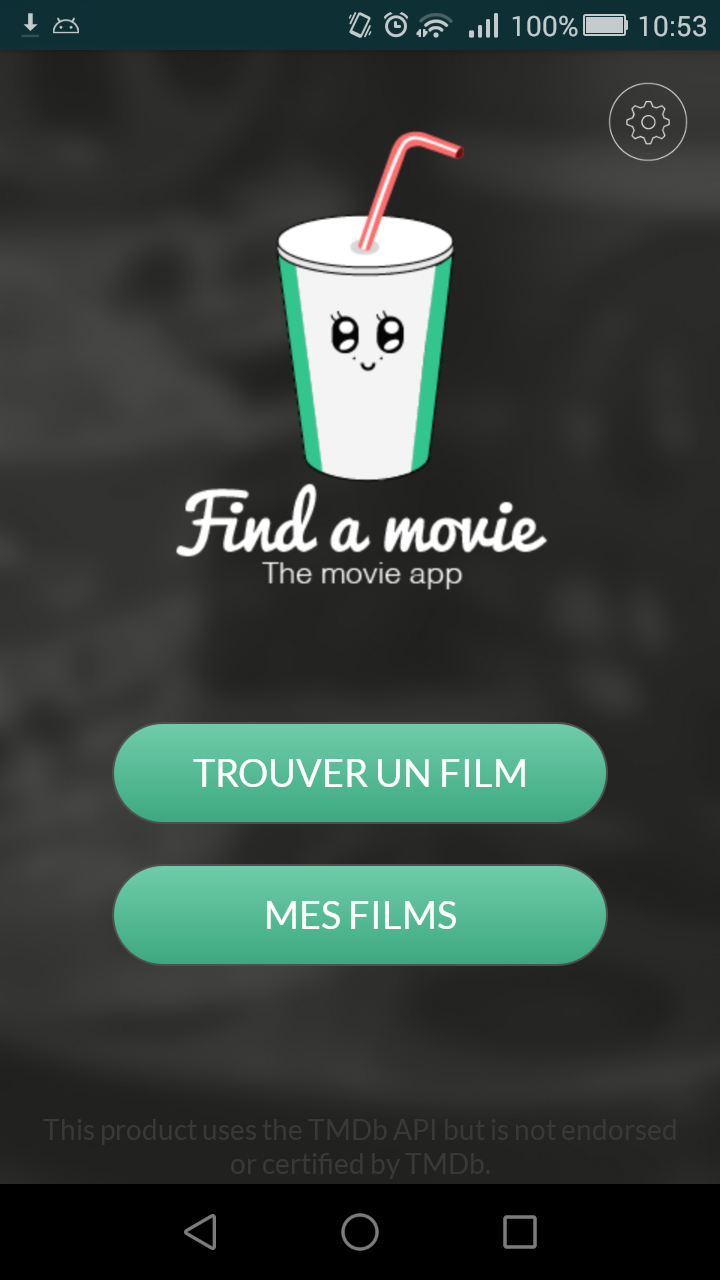 100% 10:53
Find a movie
The movie app
TROUVER UN FILM
MES FILMS
This product uses the TMDb API but is not endorsed
or certified by TMDb.